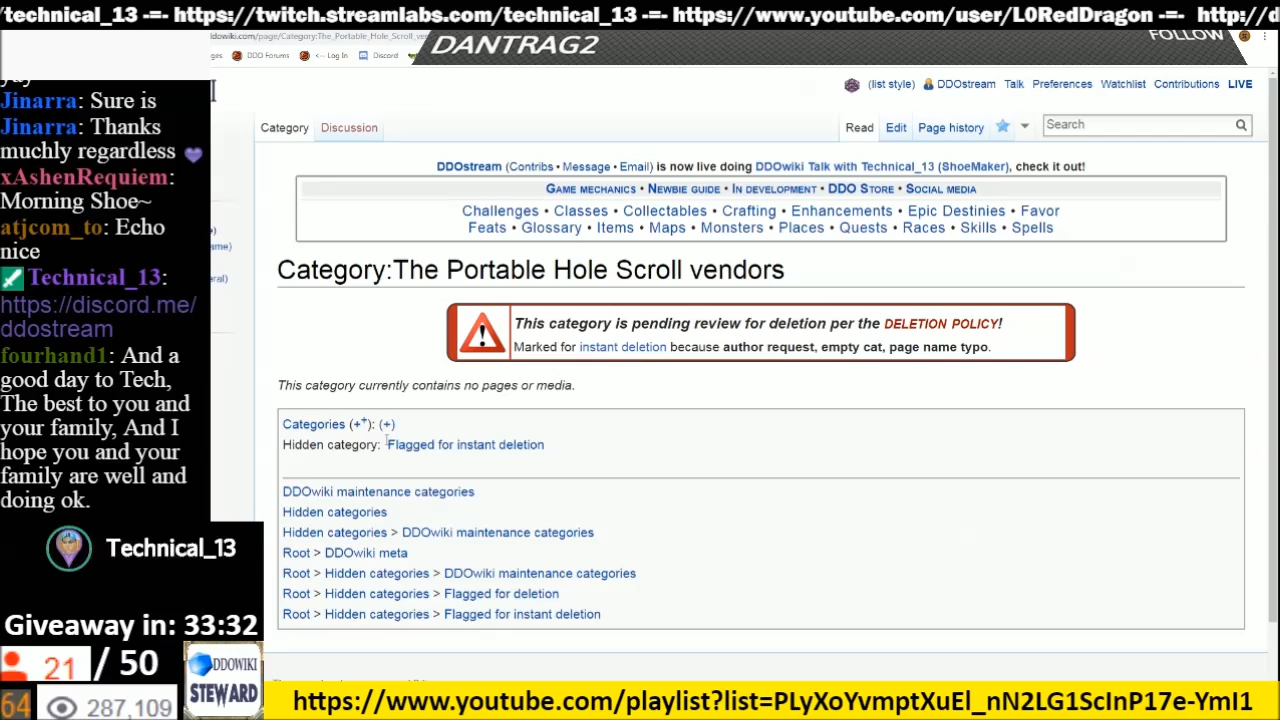 /technical_13 -=- https://twitch.streamlabs.com/technical_13 -=- https://www.youtube.com/user/L0RedDragon -=- http://d
ldowiki.com/page/Category:The_Portable_Hole_Scroll_ve
DANTRAG2
FOLLOW
ges DDO Forums <-- Log In Discord
yay
Jinarra: Sure is
Jinarra: Thanks
muchly regardless
xAshenRequiem:
Morning Shoe~
atjcom_to: Echo
nice
Technical_13:
https://discord.me/
ddostream
fourhand1: And a
good day to Tech,
The best to you and
your family, And I
hope you and your
family are well and
doing ok.
Technical_13
Giveaway in: 33:32
21 / 50
DDOWIKI
STEWARD
64 287,109
(list style) DDOstream Talk Preferences Watchlist Contributions LIVE
Category Discussion Read Edit Page history Search
DDOstream (Contribs • Message • Email) is now live doing DDOwiki Talk with Technical_13 (ShoeMaker), check it out!
Game mechanics • Newbie guide • In development • DDO Store • Social media
Challenges • Classes • Collectables • Crafting • Enhancements • Epic Destinies • Favor
Feats • Glossary • Items • Maps • Monsters • Places • Quests • Races • Skills • Spells
Category:The Portable Hole Scroll vendors
This category is pending review for deletion per the DELETION POLICY!
Marked for instant deletion because author request, empty cat, page name typo.
This category currently contains no pages or media.
Categories (++): (+)
Hidden category: Flagged for instant deletion
DDOwiki maintenance categories
Hidden categories
Hidden categories > DDOwiki maintenance categories
Root > DDOwiki meta
Root > Hidden categories > DDOwiki maintenance categories
Root > Hidden categories > Flagged for deletion
Root > Hidden categories > Flagged for instant deletion
https://www.youtube.com/playlist?list=PLyXoYvmptXuEl_nN2LG1ScInP17e-YmI1